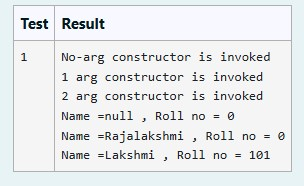 Test Result
1 No-arg constructor is invoked
1 arg constructor is invoked
2 arg constructor is invoked
Name =null , Roll no = 0
Name =Rajalakshmi , Roll no = 0
Name =Lakshmi , Roll no = 101